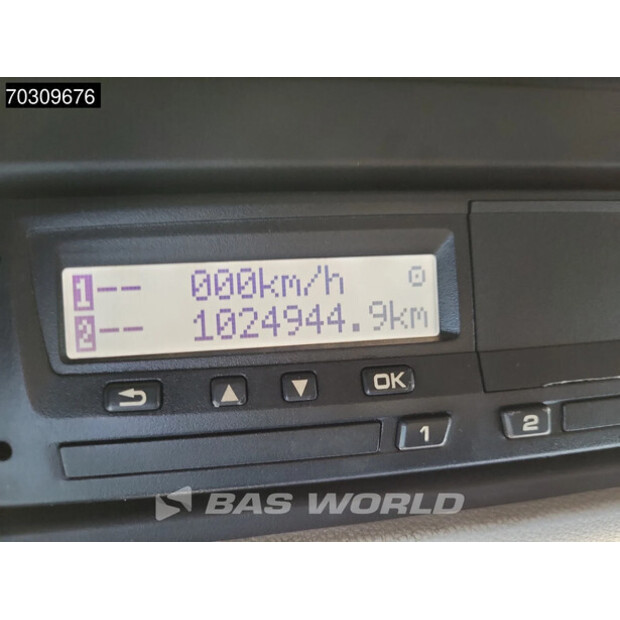 70309676
1-- 000km/h ⊙
2-- 1024944.9km
OK
1 2
BAS WORLD